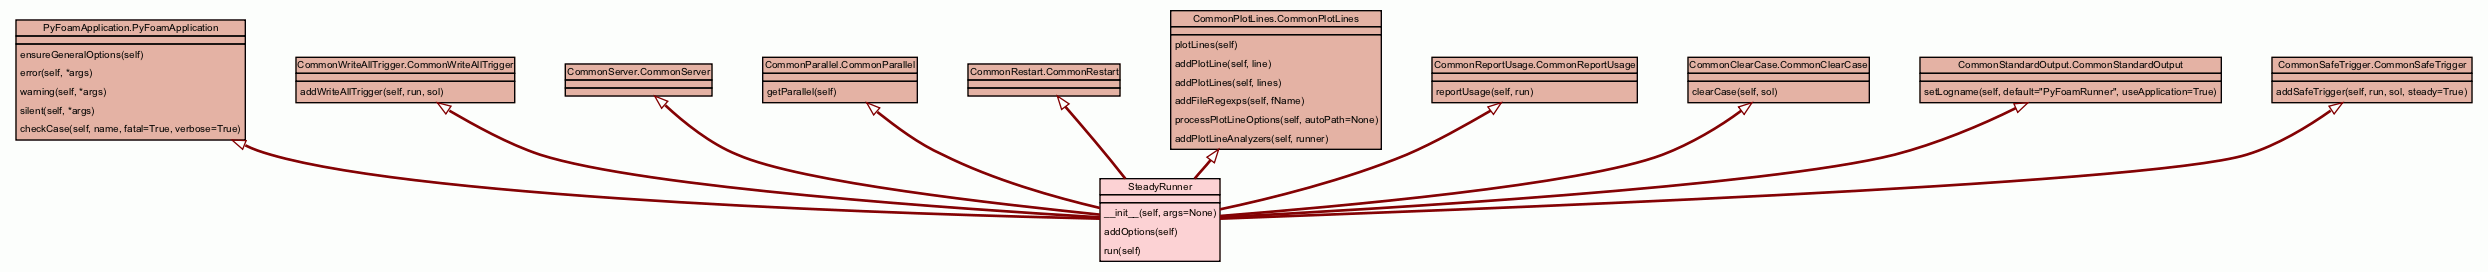 PyFoamApplication.PyFoamApplication
ensureGeneralOptions(self)
error(self, *args)
warning(self, *args)
silent(self, *args)
checkCase(self, name, fatal=True, verbose=True)
CommonWriteAllTrigger.CommonWriteAllTrigger
addWriteAllTrigger(self, run, sol)
CommonServer.CommonServer
CommonParallel.CommonParallel
getParallel(self)
CommonRestart.CommonRestart
CommonPlotLines.CommonPlotLines
plotLines(self)
addPlotLine(self, line)
addPlotLines(self, lines)
addFileRegexps(self, fName)
processPlotLineOptions(self, autoPath=None)
addPlotLineAnalyzers(self, runner)
CommonReportUsage.CommonReportUsage
reportUsage(self, run)
CommonClearCase.CommonClearCase
clearCase(self, sol)
CommonStandardOutput.CommonStandardOutput
setLogname(self, default="PyFoamRunner", useApplication=True)
CommonSafeTrigger.CommonSafeTrigger
addSafeTrigger(self, run, sol, steady=True)
SteadyRunner
__init__(self, args=None)
addOptions(self)
run(self)